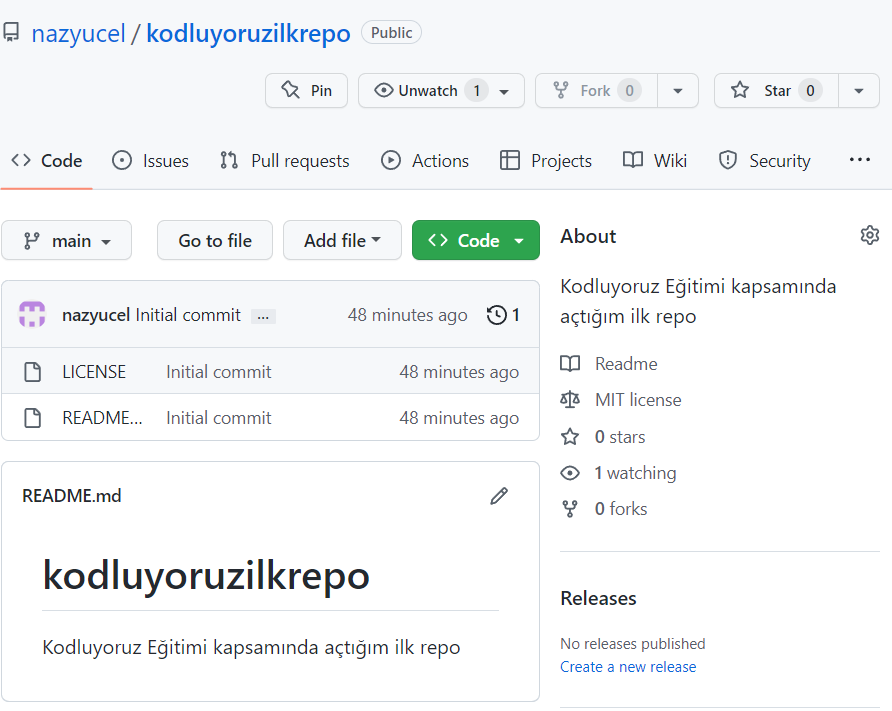 nazyucel / kodluyoruzilkrepo Public
Pin Unwatch 1 Fork 0 Star 0
Code Issues Pull requests Actions Projects Wiki Security ...
main Go to file Add file Code
nazyucel Initial commit ... 48 minutes ago 1
LICENSE Initial commit 48 minutes ago
README... Initial commit 48 minutes ago
README.md
kodluyoruzilkrepo
Kodluyoruz Eğitimi kapsamında açtığım ilk repo
About
Kodluyoruz Eğitimi kapsamında
açtığım ilk repo
Readme
MIT license
0 stars
1 watching
0 forks
Releases
No releases published
Create a new release